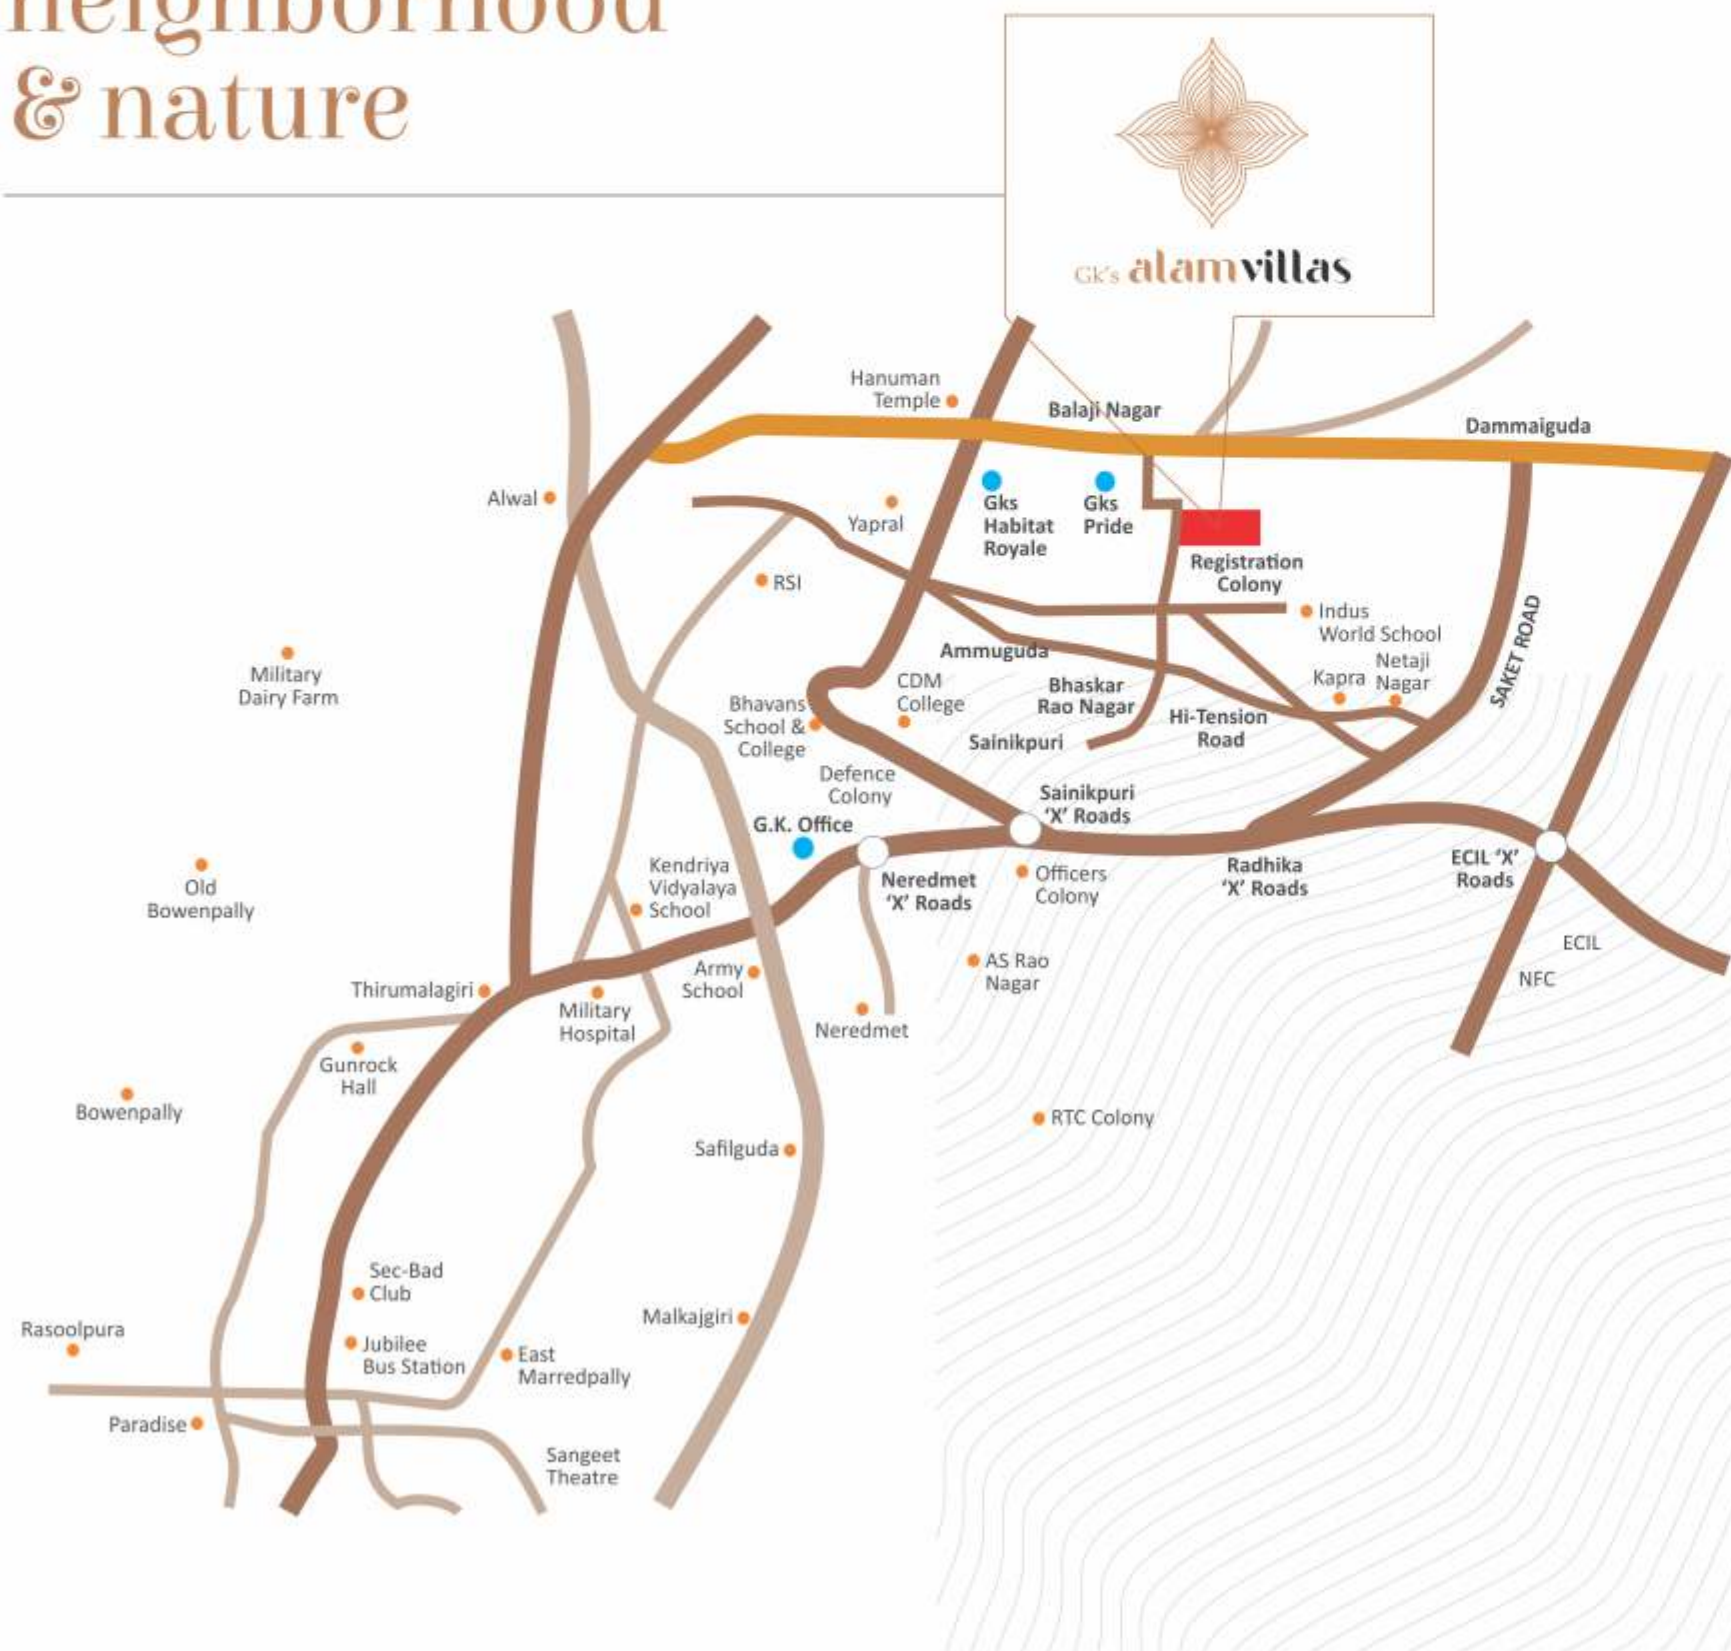 neighborhood
& nature
Gk's alamvillas
Hanuman
Temple
Balaji Nagar
Dammaiguda
Alwal
Yapral
Gks
Habitat
Royale
Gks
Pride
Registration
Colony
RSI
Indus
World School
Military
Dairy Farm
Ammuguda
Netaji
Nagar
Kapra
SAKET ROAD
CDM
College
Bhaskar
Rao Nagar
Bhavans
School &
College
Hi-Tension
Road
Sainikpuri
Defence
Colony
Sainikpuri
‘X’ Roads
G.K. Office
Kendriya
Vidyalaya
School
Old
Bowenpally
Neredmet
‘X’ Roads
Officers
Colony
Radhika
‘X’ Roads
ECIL ‘X’
Roads
ECIL
NFC
AS Rao
Nagar
Army
School
Thirumalagiri
Military
Hospital
Neredmet
Gunrock
Hall
Bowenpally
RTC Colony
Safilguda
Sec-Bad
Club
Malkajgiri
Rasoolpura
Jubilee
Bus Station
East
Marredpally
Paradise
Sangeet
Theatre